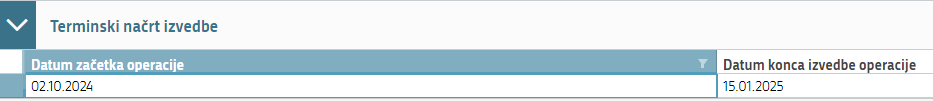 Terminski načrt izvedbe
Datum začetka operacije Datum konca izvedbe operacije
02.10.2024 15.01.2025